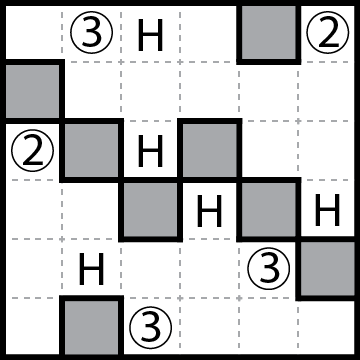 ③ H ②
② H
H H
H ③
③